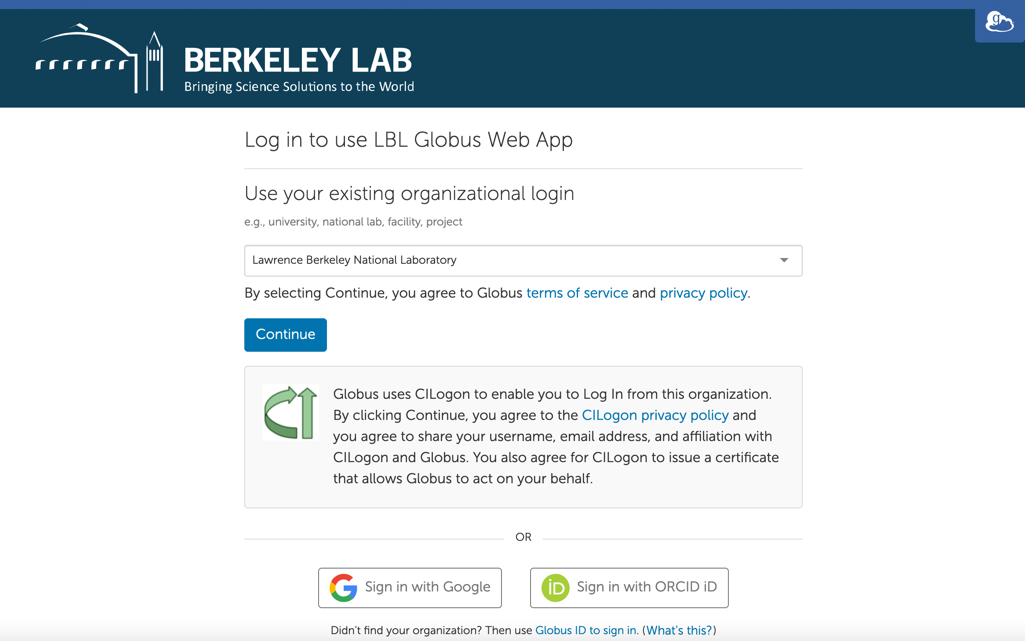 BERKELEY LAB
Bringing Science Solutions to the World
Log in to use LBL Globus Web App
Use your existing organizational login
e.g., university, national lab, facility, project
Lawrence Berkeley National Laboratory
By selecting Continue, you agree to Globus terms of service and privacy policy.
Continue
Globus uses CILogon to enable you to Log In from this organization.
By clicking Continue, you agree to the CILogon privacy policy and
you agree to share your username, email address, and affiliation with
CILogon and Globus. You also agree for CILogon to issue a certificate
that allows Globus to act on your behalf.
OR
Sign in with Google
iD Sign in with ORCID iD
Didn't find your organization? Then use Globus ID to sign in. (What's this?)